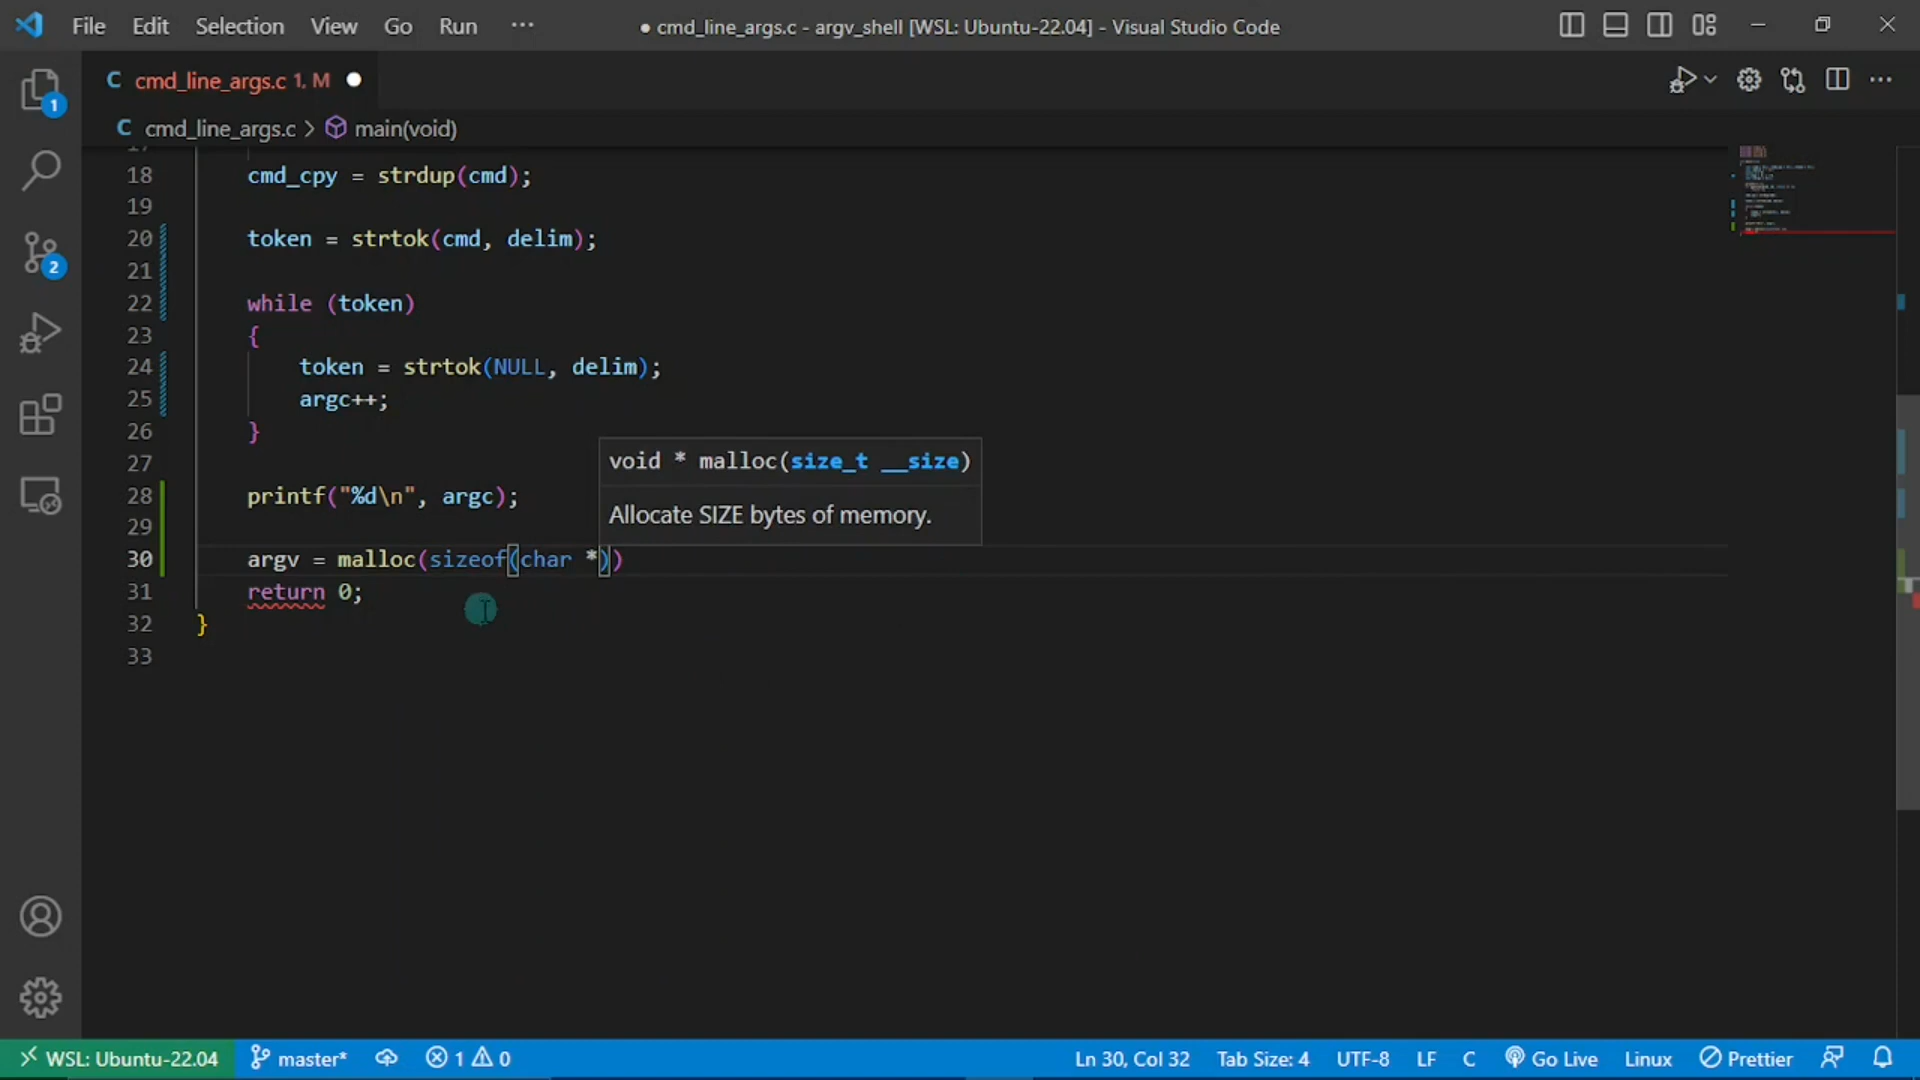 File Edit Selection View Go Run ··· ● cmd_line_args.c - argv_shell [WSL: Ubuntu-22.04] - Visual Studio Code
C cmd_line_args.c 1, M ●
C cmd_line_args.c > main(void)
17
18 cmd_cpy = strdup(cmd);
19
20 token = strtok(cmd, delim);
21
22 while (token)
23 {
24 token = strtok(NULL, delim);
25 argc++;
26 }
27
void * malloc(size_t __size)
28 printf("%d\n", argc);
Allocate SIZE bytes of memory.
29
30 argv = malloc(sizeof(char *))
31 return 0;
32 }
33
1
2
WSL: Ubuntu-22.04 master* 1 0 Ln 30, Col 32 Tab Size: 4 UTF-8 LF C Go Live Linux Prettier